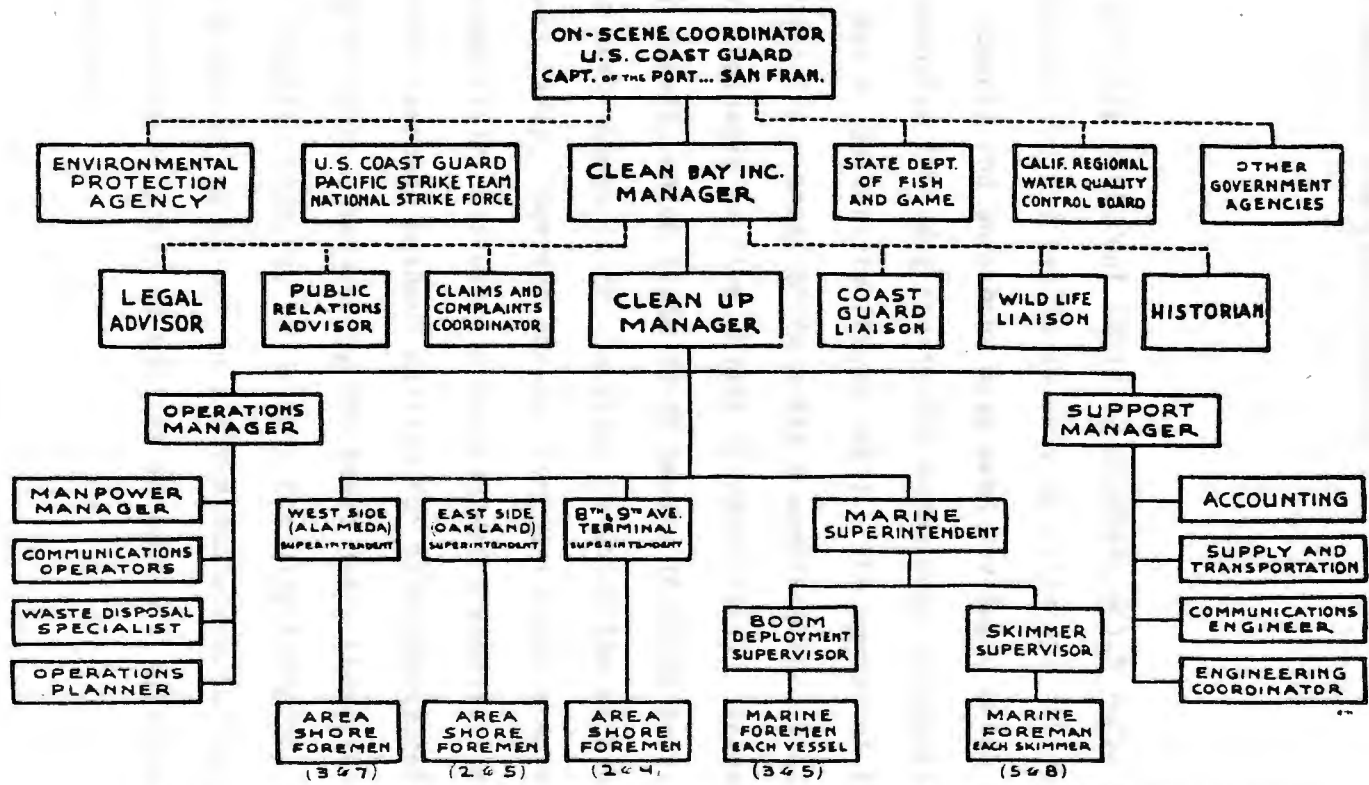 ON-SCENE COORDINATOR
U.S. COAST GUARD
CAPT. OF THE PORT... SAN FRAN.
ENVIRONMENTAL
PROTECTION
AGENCY
U.S. COAST GUARD
PACIFIC STRIKE TEAM
NATIONAL STRIKE FORCE
CLEAN BAY INC.
MANAGER
STATE DEPT.
OF FISH
AND GAME
CALIF. REGIONAL
WATER QUALITY
CONTROL BOARD
OTHER
GOVERNMENT
AGENCIES
LEGAL
ADVISOR
PUBLIC
RELATIONS
ADVISOR
CLAIMS AND
COMPLAINTS
COORDINATOR
CLEAN UP
MANAGER
COAST
GUARD
LIAISON
WILD LIFE
LIAISON
HISTORIAN
OPERATIONS
MANAGER
SUPPORT
MANAGER
MANPOWER
MANAGER
COMMUNICATIONS
OPERATORS
WASTE DISPOSAL
SPECIALIST
OPERATIONS
PLANNER
WEST SIDE
(ALAMEDA)
SUPERINTENDENT
EAST SIDE
(OAKLAND)
SUPERINTENDENT
8TH & 9TH AVE.
TERMINAL
SUPERINTENDENT
MARINE
SUPERINTENDENT
ACCOUNTING
SUPPLY AND
TRANSPORTATION
COMMUNICATIONS
ENGINEER
ENGINEERING
COORDINATOR
BOOM
DEPLOYMENT
SUPERVISOR
SKIMMER
SUPERVISOR
AREA
SHORE
FOREMEN
(3 & 7)
AREA
SHORE
FOREMEN
(2 & 5)
AREA
SHORE
FOREMEN
(2 & 4)
MARINE
FOREMEN
EACH VESSEL
(3 & 5)
MARINE
FOREMAN
EACH SKIMMER
(5 & 8)